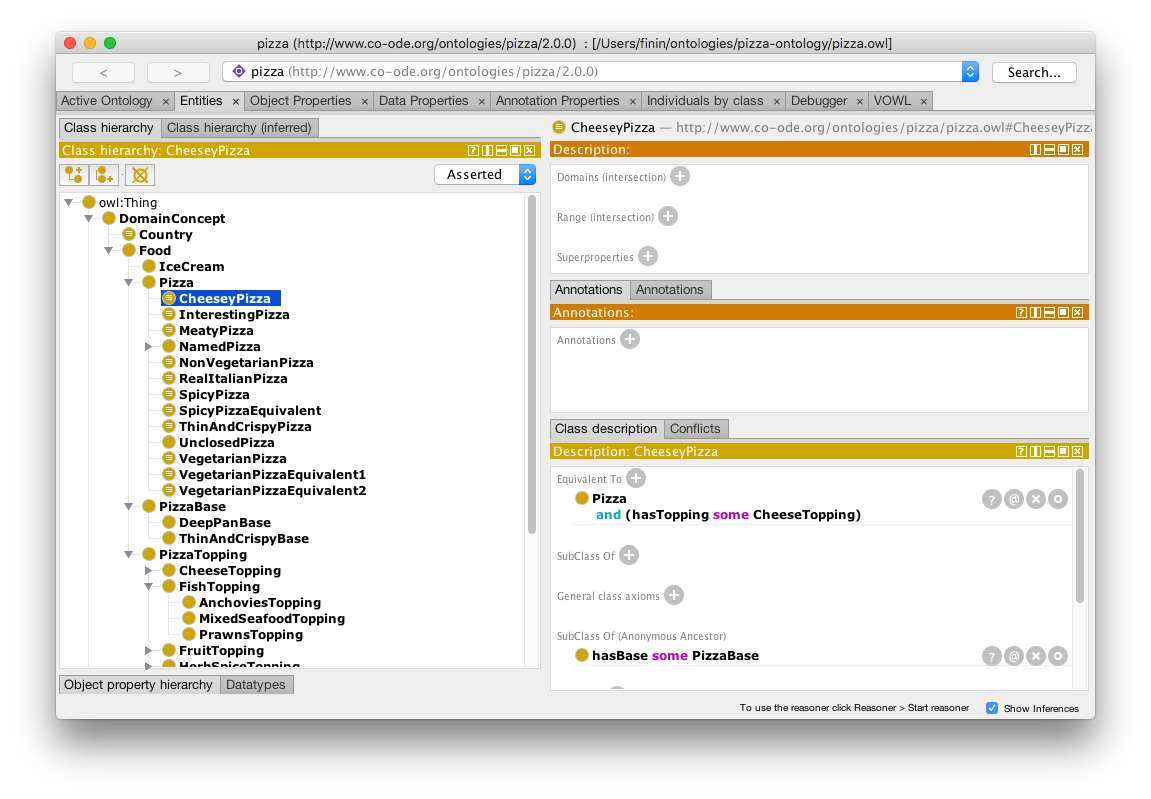 pizza (http://www.co-ode.org/ontologies/pizza/2.0.0) : [/Users/finin/ontologies/pizza-ontology/pizza.owl]
< > pizza (http://www.co-ode.org/ontologies/pizza/2.0.0) Search...
Active Ontology × Entities × Object Properties × Data Properties × Annotation Properties × Individuals by class × Debugger × VOWL ×
Class hierarchy Class hierarchy (inferred)
Class hierarchy: CheeseyPizza
Asserted
owl:Thing
DomainConcept
Country
Food
IceCream
Pizza
CheeseyPizza
InterestingPizza
MeatyPizza
NamedPizza
NonVegetarianPizza
RealItalianPizza
SpicyPizza
SpicyPizzaEquivalent
ThinAndCrispyPizza
UnclosedPizza
VegetarianPizza
VegetarianPizzaEquivalent1
VegetarianPizzaEquivalent2
PizzaBase
DeepPanBase
ThinAndCrispyBase
PizzaTopping
CheeseTopping
FishTopping
AnchoviesTopping
MixedSeafoodTopping
PrawnsTopping
FruitTopping
HerbSpiceTopping
Object property hierarchy Datatypes
CheeseyPizza — http://www.co-ode.org/ontologies/pizza/pizza.owl#CheeseyPizza
Description:
Domains (intersection)
Range (intersection)
Superproperties
Annotations Annotations
Annotations:
Annotations
Class description Conflicts
Description: CheeseyPizza
Equivalent To
Pizza
and (hasTopping some CheeseTopping)
SubClass Of
General class axioms
SubClass Of (Anonymous Ancestor)
hasBase some PizzaBase
To use the reasoner click Reasoner > Start reasoner Show Inferences